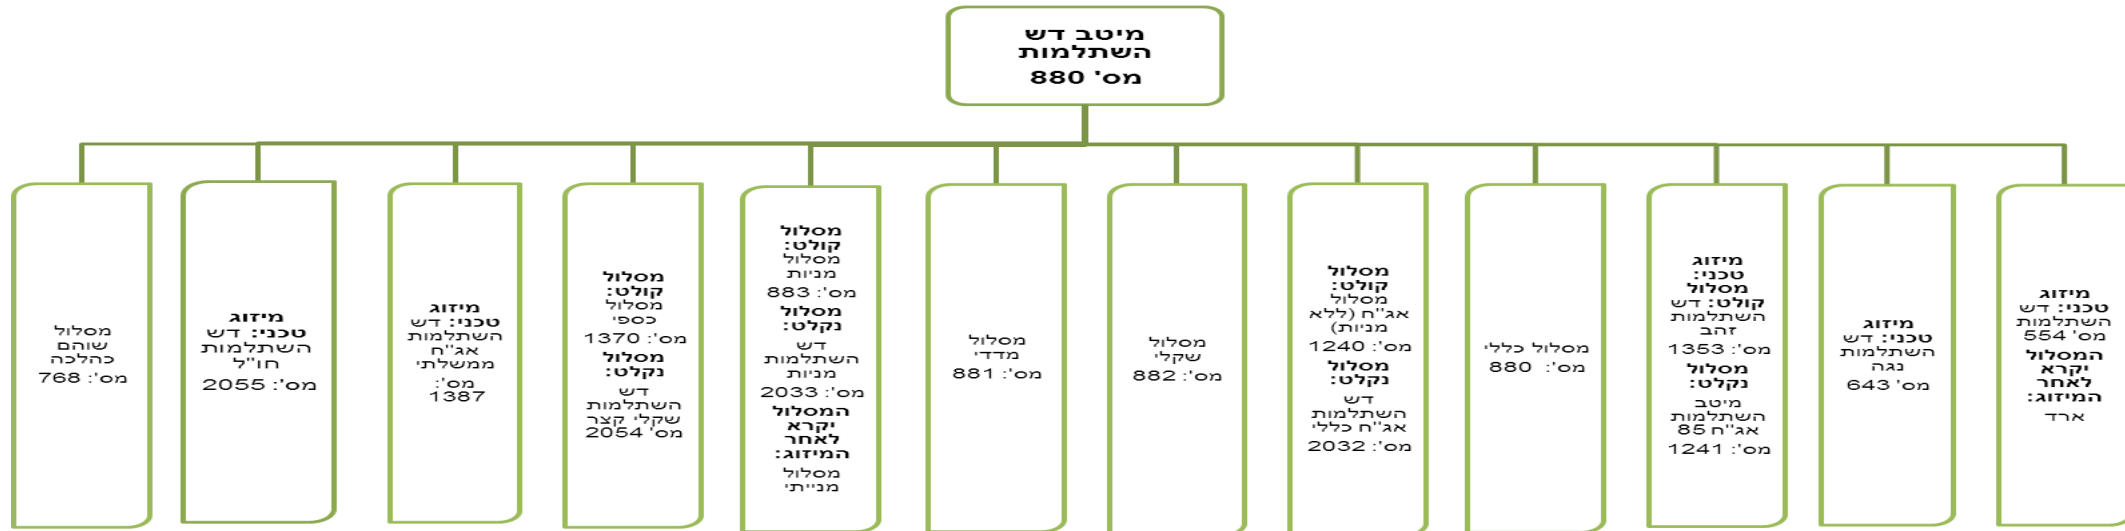 מיטב דש
השתלמות
מס' 880
מיזוג
טכני: דש
השתלמות
מס' 554
המסלול
יקרא
לאחר
המיזוג:
ארד
מיזוג
טכני: דש
השתלמות
נגה
מס' 643
מיזוג
טכני:
מסלול
קולט: דש
השתלמות
זהב
מס': 1353
מסלול
נקלט:
מיטב
השתלמות
אג"ח 85
מס': 1241
מסלול כללי
מס': 880
מסלול
קולט:
מסלול
אג"ח (ללא
מניות)
מס': 1240
מסלול
נקלט:
דש
השתלמות
אג"ח כללי
מס': 2032
מסלול
שקלי
מס': 882
מסלול
מדדי
מס': 881
מסלול
קולט:
מסלול
מניות
מס': 883
מסלול
נקלט:
דש
השתלמות
מניות
מס': 2033
המסלול
יקרא
לאחר
המיזוג:
מסלול
מנייתי
מסלול
קולט:
מסלול
כספי
מס': 1370
מסלול
נקלט:
דש
השתלמות
שקלי קצר
מס' 2054
מיזוג
טכני: דש
השתלמות
אג"ח
ממשלתי
מס':
1387
מיזוג
טכני: דש
השתלמות
חו"ל
מס': 2055
מסלול
שוהם
כהלכה
מס': 768